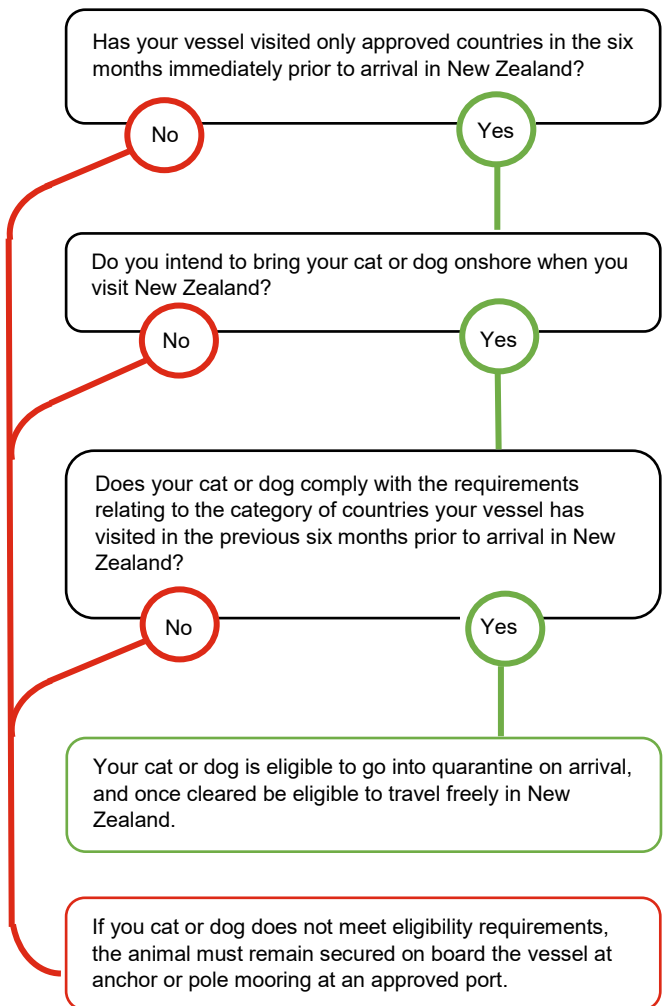 Has your vessel visited only approved countries in the six
months immediately prior to arrival in New Zealand?
No
Yes
Do you intend to bring your cat or dog onshore when you
visit New Zealand?
No
Yes
Does your cat or dog comply with the requirements
relating to the category of countries your vessel has
visited in the previous six months prior to arrival in New
Zealand?
No
Yes
Your cat or dog is eligible to go into quarantine on arrival,
and once cleared be eligible to travel freely in New
Zealand.
If you cat or dog does not meet eligibility requirements,
the animal must remain secured on board the vessel at
anchor or pole mooring at an approved port.